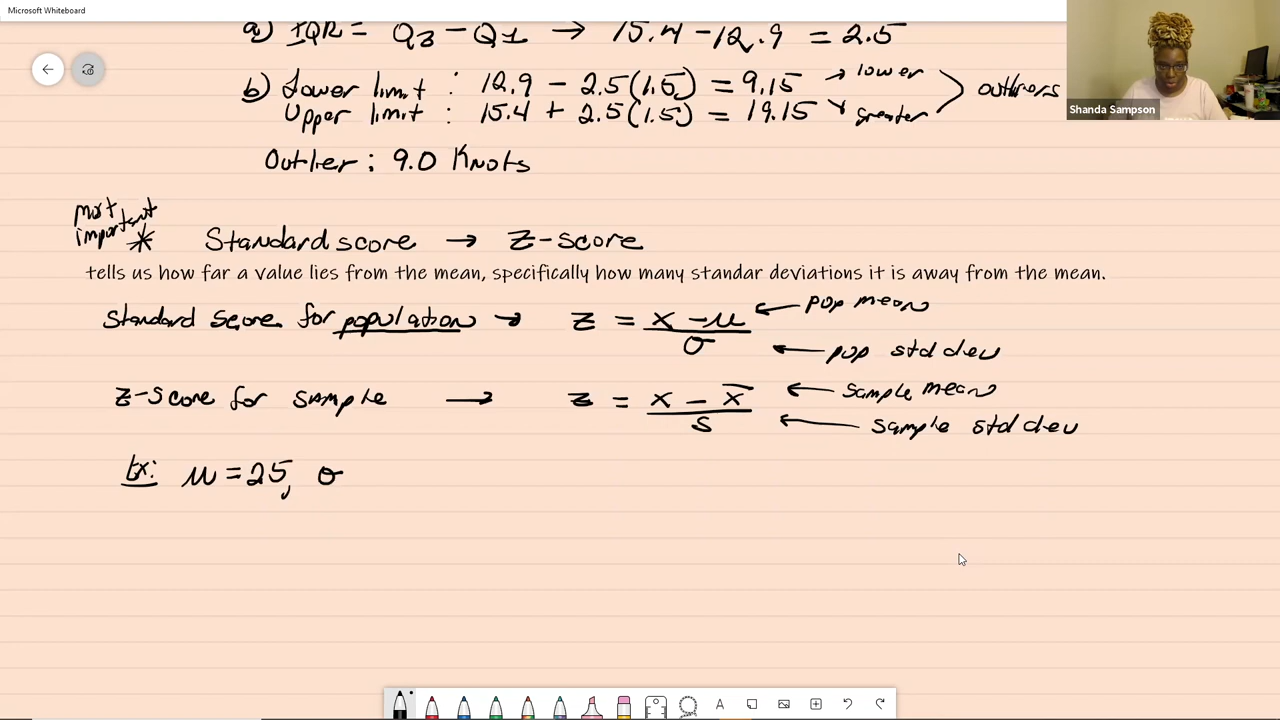 Microsoft Whiteboard
a) IQR = Q3 - Q1 → 15.4 - 12.9 = 2.5
b) Lower limit : 12.9 - 2.5(1.5) = 9.15 → lower
Upper limit : 15.4 + 2.5(1.5) = 19.15 ↘ greater
outliners
Shanda Sampson
Outlier : 9.0 Knots
most important *
Standard score → Z-score
tells us how far a value lies from the mean, specifically how many standar deviations it is away from the mean.
Standard score for population → z = x - μ / σ ← pop mean
← pop std dev
z-score for sample → z = x - x̄ / s ← sample mean
← sample std dev
Ex: μ = 25, σ